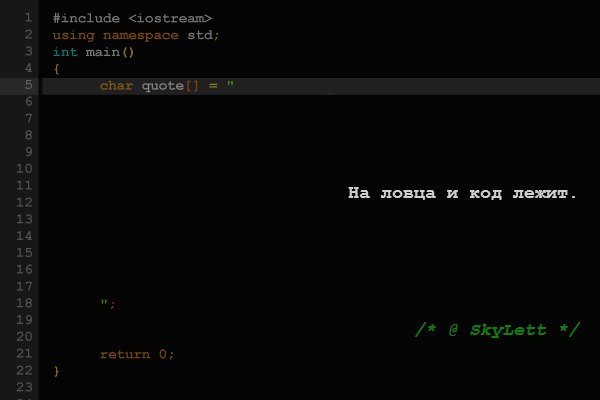 1 #include <iostream>
2 using namespace std;
3 int main()
4 {
5 char quote[] = "
6
7
8
9
10
11 На ловца и код лежит.
12
13
14
15
16
17
18 ";
19
20 /* @ SkyLett */
21 return 0;
22 }
23